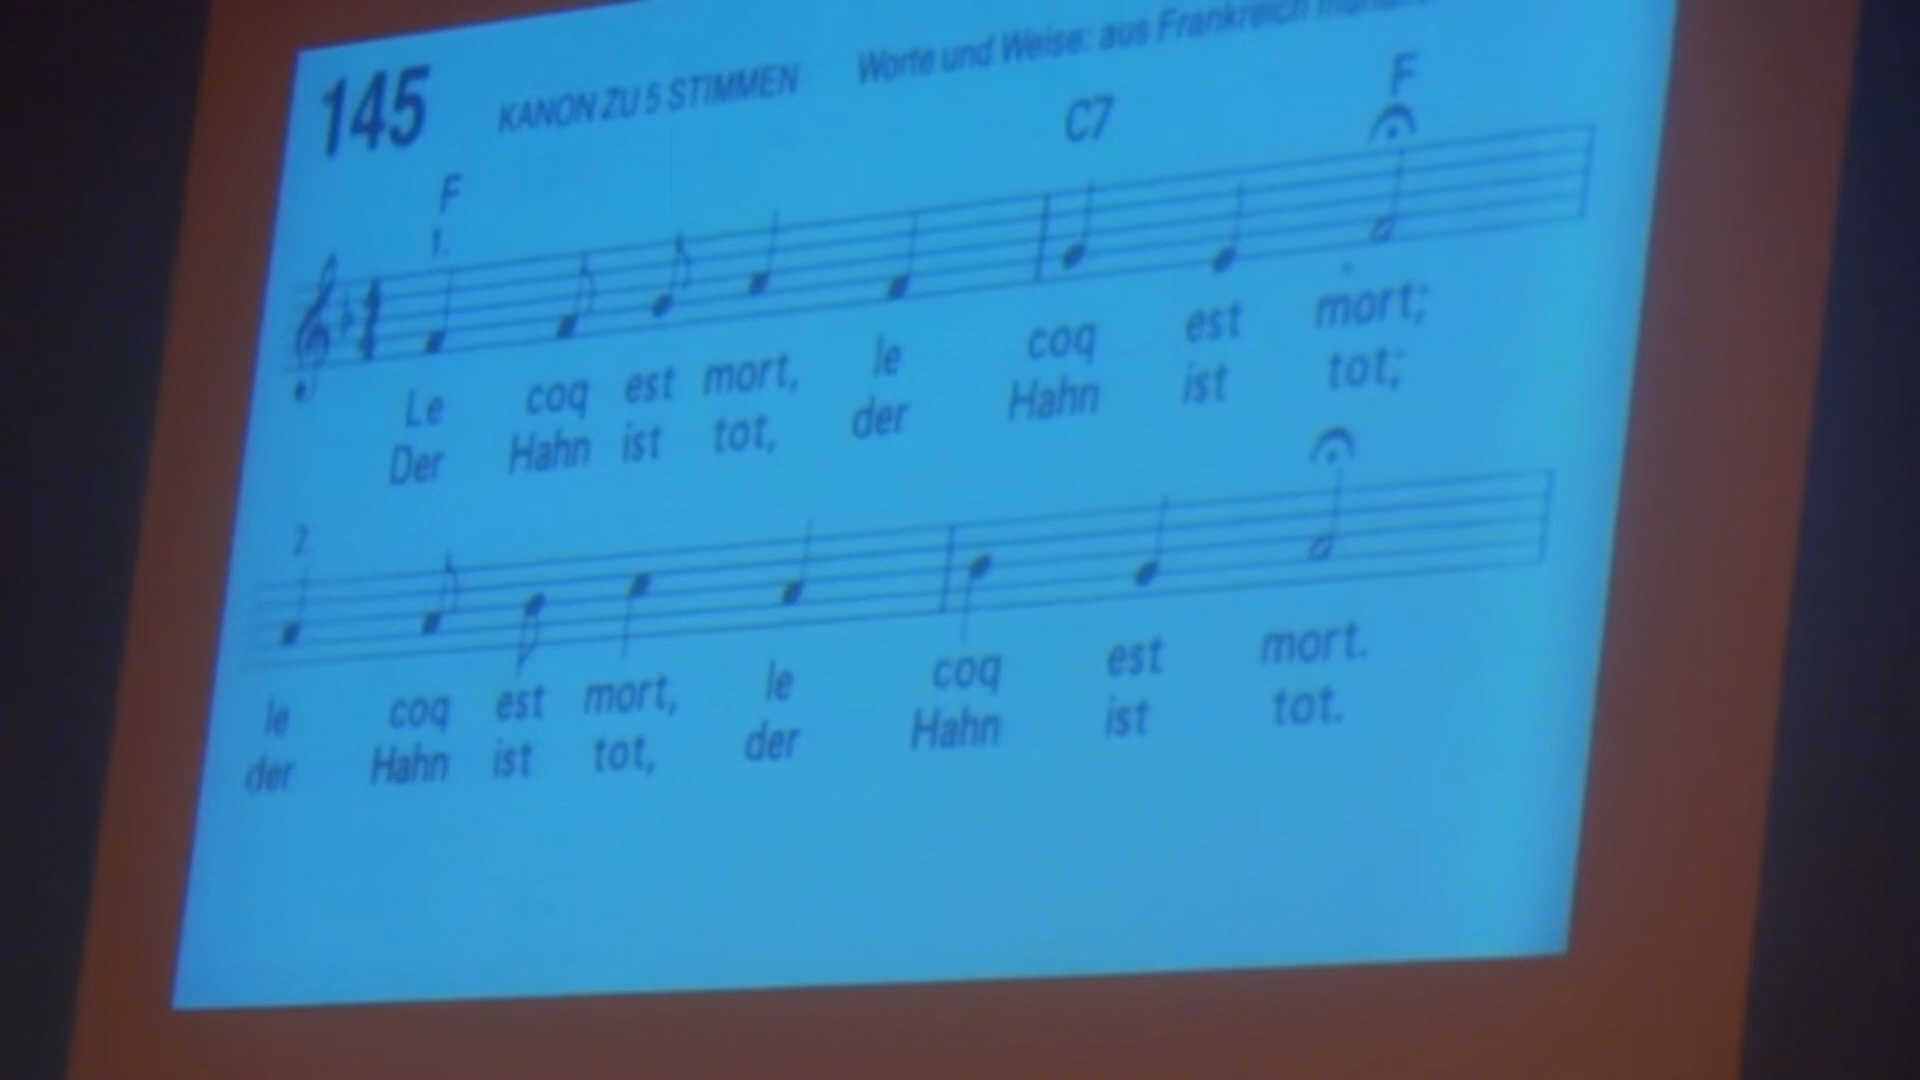 145 KANON ZU 5 STIMMEN Worte und Weise: aus Frankreich
F C7 F
1.
Le coq est mort, le coq est mort;
Der Hahn ist tot, der Hahn ist tot;
2.
le coq est mort, le coq est mort.
der Hahn ist tot, der Hahn ist tot.